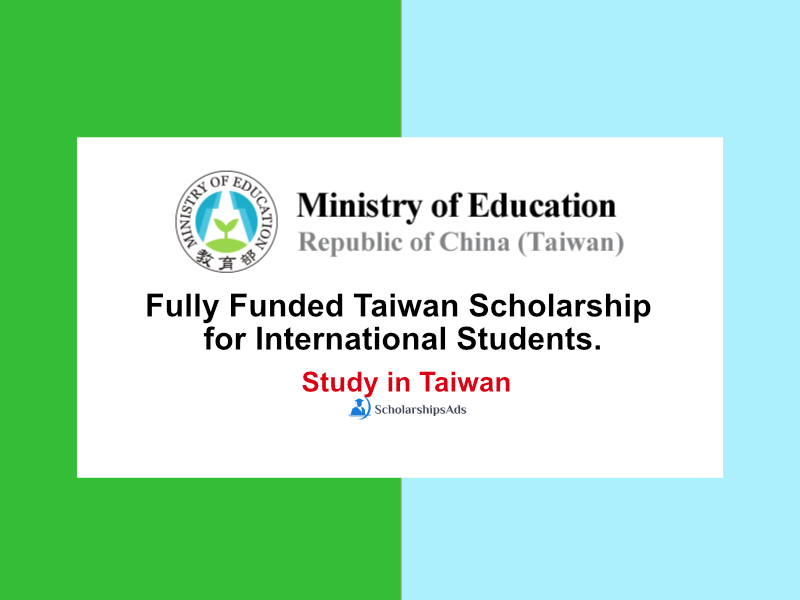 MINISTRY OF EDUCATION
教育部
Ministry of Education
Republic of China (Taiwan)
Fully Funded Taiwan Scholarship
for International Students.
Study in Taiwan
ScholarshipsAds